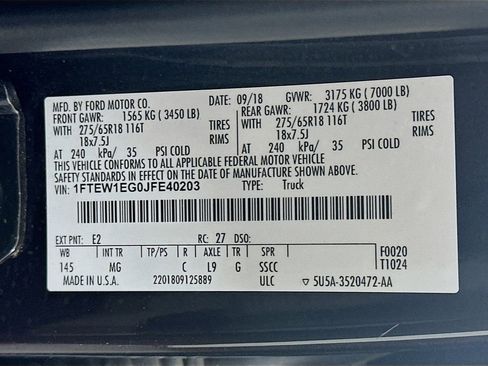 MFD. BY FORD MOTOR CO. DATE: 09/18 GVWR: 3175 KG ( 7000 LB)
FRONT GAWR: 1565 KG ( 3450 LB) REAR GAWR: 1724 KG ( 3800 LB)
WITH 275/65R18 116T WITH 275/65R18 116T
18x7.5J 18x7.5J
AT 240 kPa/ 35 PSI COLD AT 240 kPa/ 35 PSI COLD
THIS VEHICLE CONFORMS TO ALL APPLICABLE FEDERAL MOTOR VEHICLE
SAFETY STANDARDS IN EFFECT ON THE DATE OF MANUFACTURE SHOWN ABOVE.
VIN: 1FTEW1EG0JFE40203 TYPE: Truck
EXT PNT: E2 RC: 27 DSO:
WB INT TR TP/PS R AXLE TR SPR F0020
145 MG C L9 G SSCC T1024
MADE IN U.S.A. 2201809125889 ULC 5U5A-3520472-AA